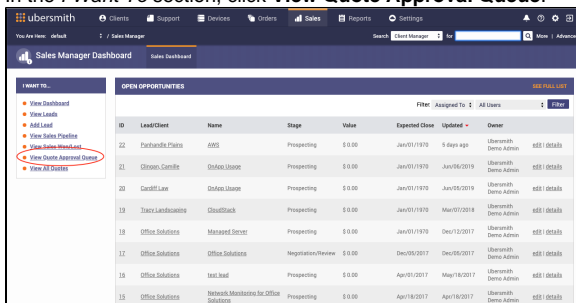 In the I Want To section, click View Quote Approval Queue.
ubersmith Clients Support Devices Orders Sales Reports Settings
You Are Here: default / Sales Manager Search Client Manager for More | Advance
Sales Manager Dashboard Sales Dashboard
I WANT TO...
View Dashboard
View Leads
Add Lead
View Sales Pipeline
View Sales Won/Lost
View Quote Approval Queue
View All Quotes
OPEN OPPORTUNITIES SEE FULL LIST
Filter: Assigned To All Users Filter
ID Lead/Client Name Stage Value Expected Close Updated Owner
22 Panhandle Plains AWS Prospecting $ 0.00 Jan/01/1970 5 days ago Ubersmith Demo Admin edit | details
21 Clingan, Camille OnApp Usage Prospecting $ 0.00 Jan/01/1970 Jun/06/2019 Ubersmith Demo Admin edit | details
20 Cardiff Law OnApp Usage Prospecting $ 0.00 Jan/01/1970 Jun/05/2019 Ubersmith Demo Admin edit | details
19 Tracy Landscaping CloudStack Prospecting $ 0.00 Jan/01/1970 Mar/07/2018 Ubersmith Demo Admin edit | details
18 Office Solutions Managed Server Prospecting $ 0.00 Jan/01/1970 Dec/12/2017 Ubersmith Demo Admin edit | details
17 Office Solutions Office Solutions Negotiation/Review $ 0.00 Dec/05/2017 Dec/05/2017 Ubersmith Demo Admin edit | details
16 Office Solutions test lead Prospecting $ 0.00 Apr/01/2017 May/18/2017 Ubersmith Demo Admin edit | details
15 Office Solutions Network Monitoring for Office Solutions Prospecting $ 0.00 Apr/18/2017 Apr/18/2017 Ubersmith Demo Admin edit | details